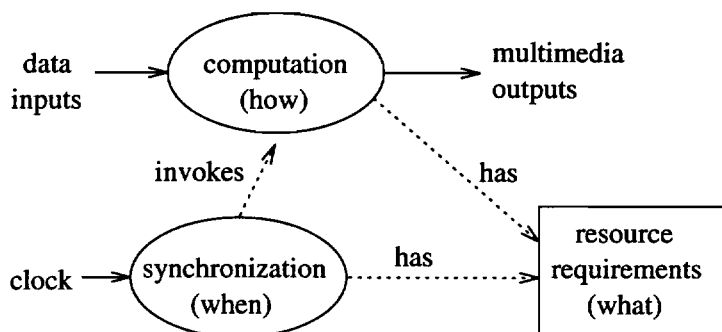 data
inputs
computation
(how)
multimedia
outputs
invokes
has
clock
synchronization
(when)
has
resource
requirements
(what)